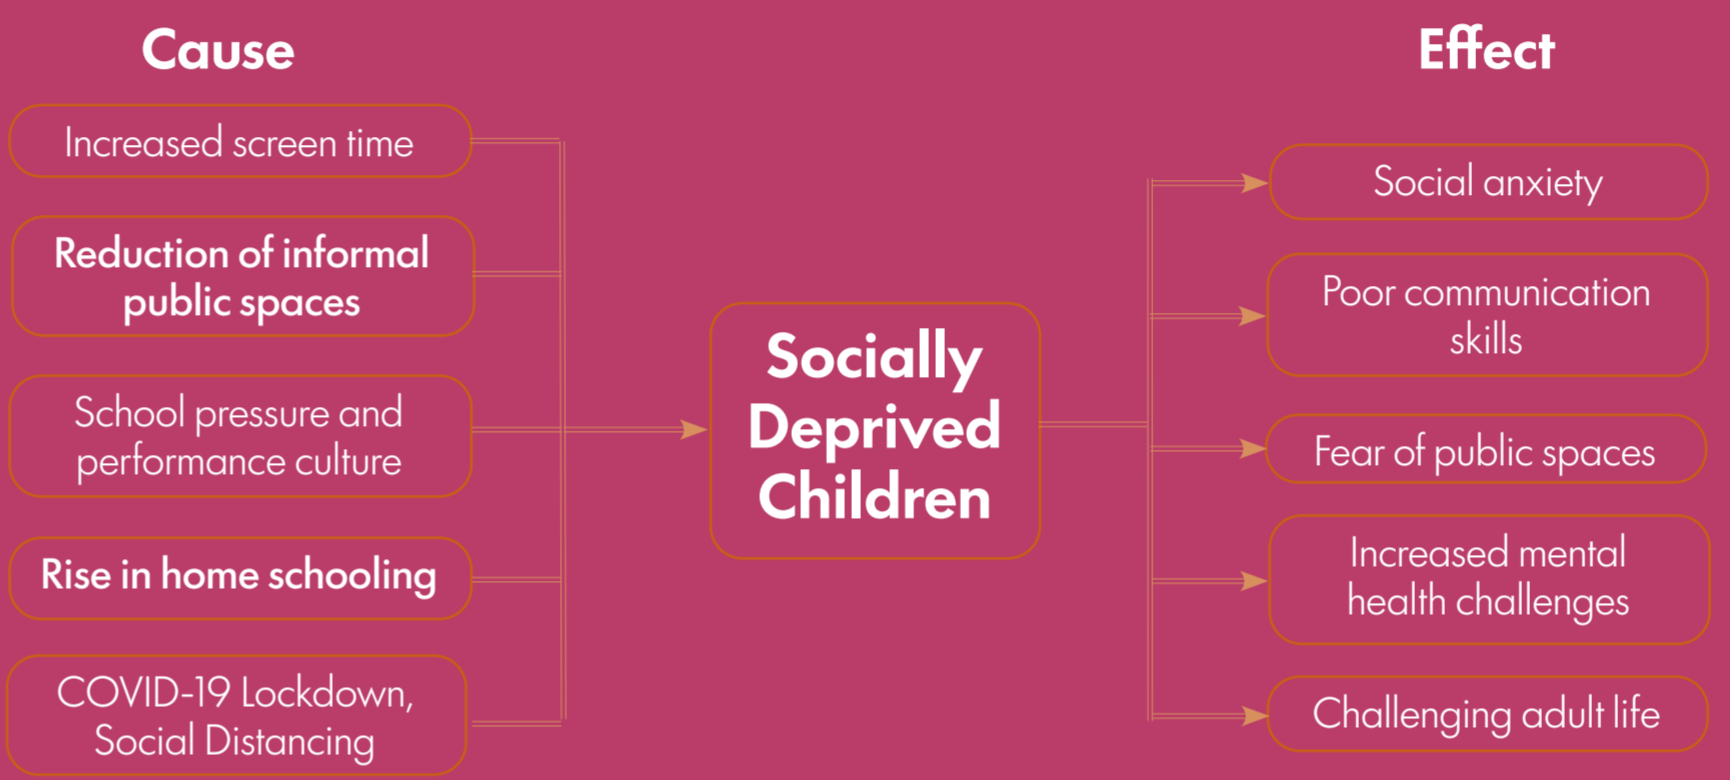 Cause
Increased screen time
Reduction of informal
public spaces
School pressure and
performance culture
Rise in home schooling
COVID-19 Lockdown,
Social Distancing
Socially
Deprived
Children
Effect
Social anxiety
Poor communication
skills
Fear of public spaces
Increased mental
health challenges
Challenging adult life